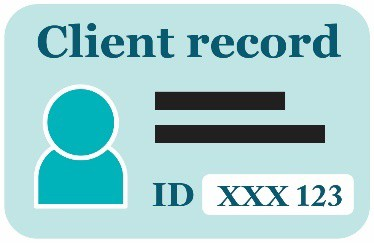 Client record
ID XXX 123